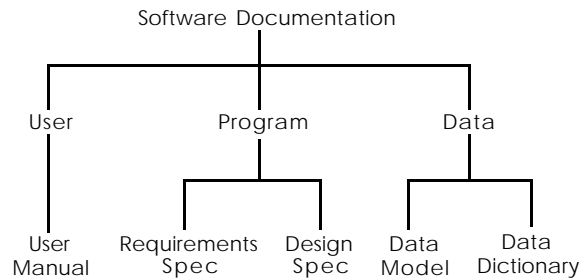 Software Documentation
User Program Data
User Requirements Design Data Data
Manual Spec Spec Model Dictionary